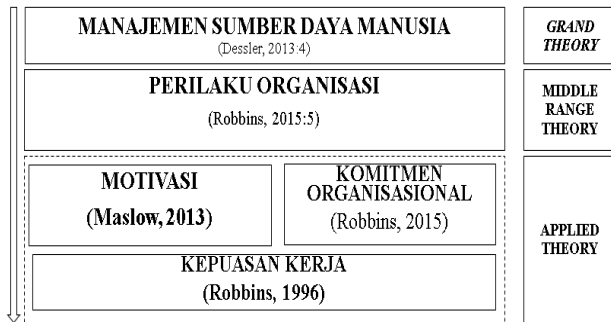 MANAJEMEN SUMBER DAYA MANUSIA
(Dessler, 2013:4)
GRAND
THEORY
PERILAKU ORGANISASI
(Robbins, 2015:5)
MIDDLE
RANGE
THEORY
MOTIVASI
(Maslow, 2013)
KOMITMEN
ORGANISASIONAL
(Robbins, 2015)
KEPUASAN KERJA
(Robbins, 1996)
APPLIED
THEORY